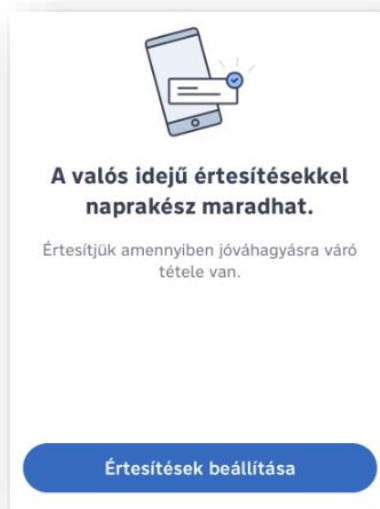 A valós idejű értesítésekkel
naprakész maradhat.
Értesítjük amennyiben jóváhagyásra váró
tétele van.
Értesítések beállítása